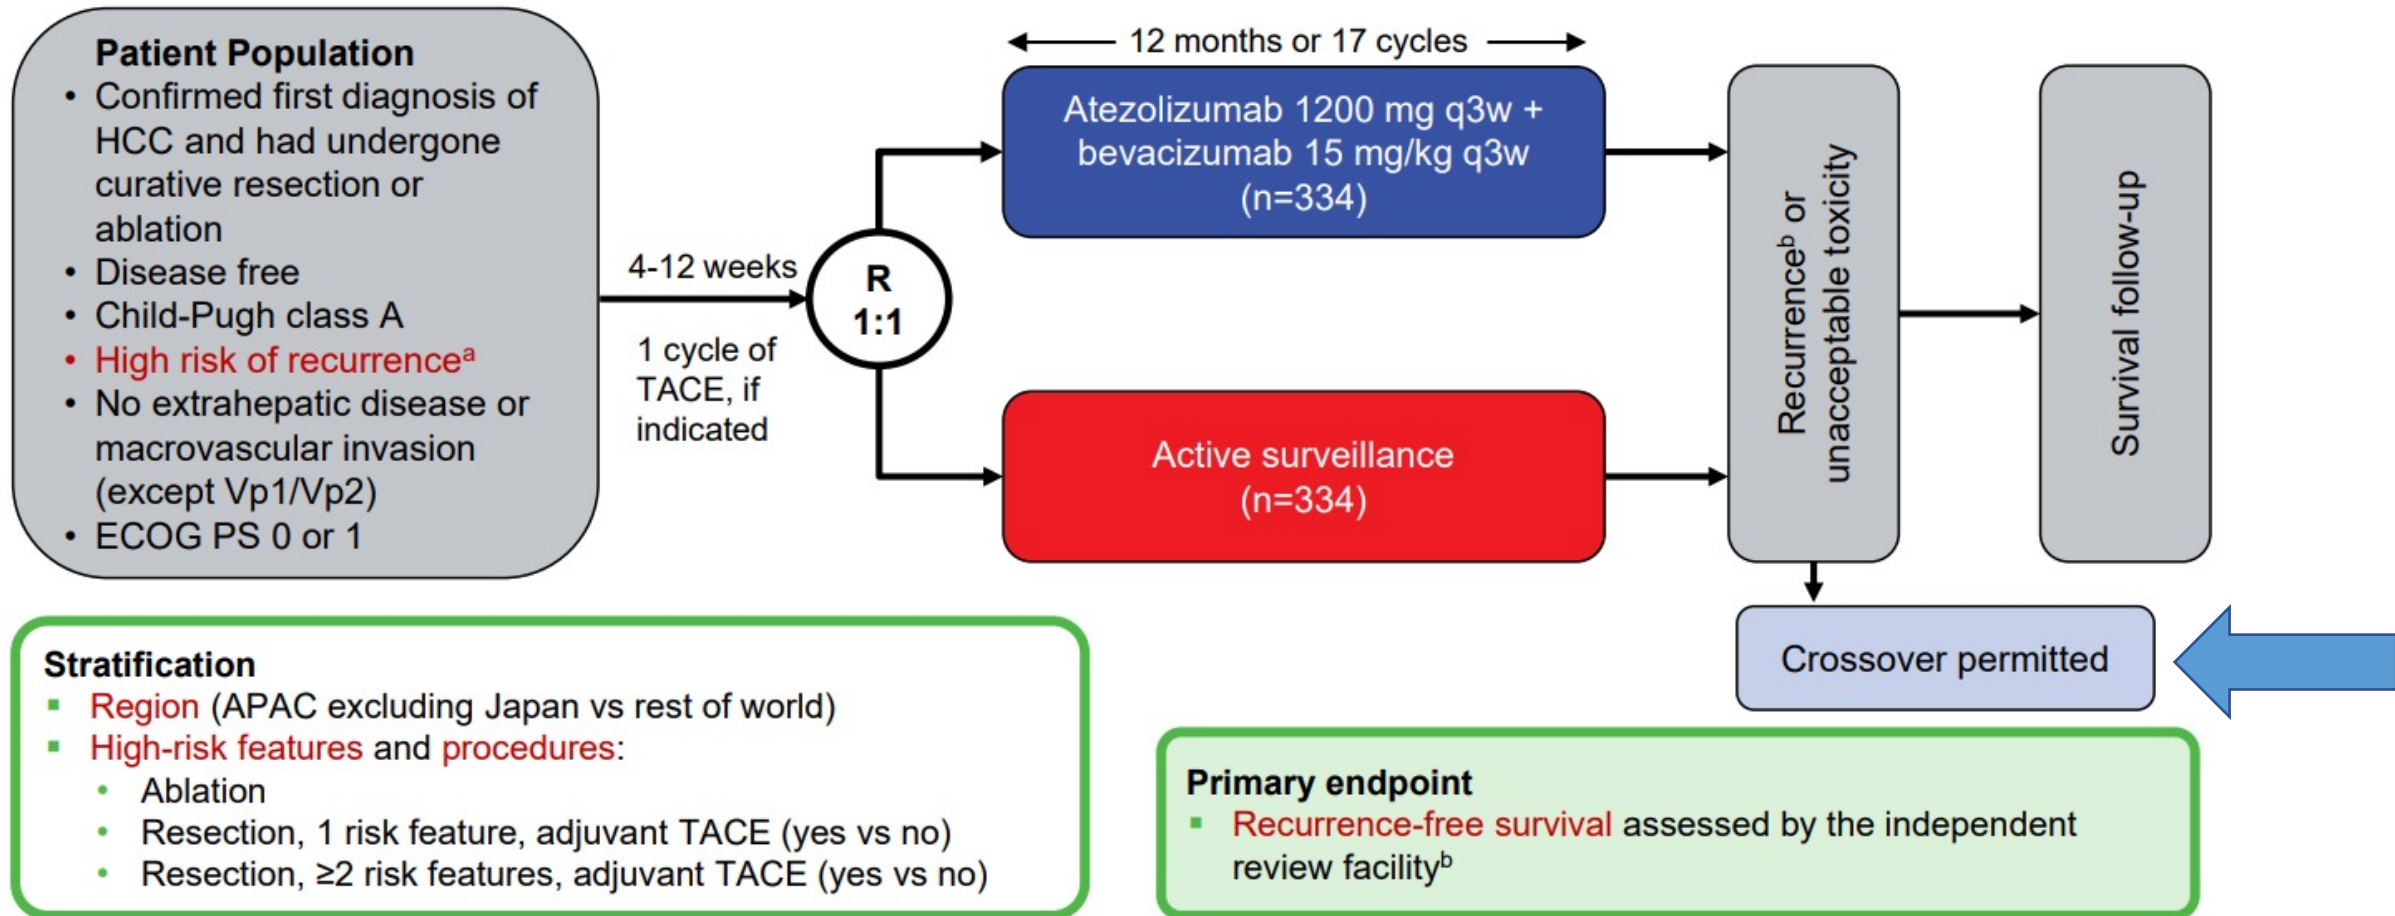 Patient Population
• Confirmed first diagnosis of
HCC and had undergone
curative resection or
ablation
• Disease free
• Child-Pugh class A
• High risk of recurrenceᵃ
• No extrahepatic disease or
macrovascular invasion
(except Vp1/Vp2)
• ECOG PS 0 or 1
4-12 weeks
1 cycle of
TACE, if
indicated
R
1:1
12 months or 17 cycles
Atezolizumab 1200 mg q3w +
bevacizumab 15 mg/kg q3w
(n=334)
Active surveillance
(n=334)
Recurrenceᵇ or
unacceptable toxicity
Survival follow-up
Crossover permitted
Stratification
▪ Region (APAC excluding Japan vs rest of world)
▪ High-risk features and procedures:
• Ablation
• Resection, 1 risk feature, adjuvant TACE (yes vs no)
• Resection, ≥2 risk features, adjuvant TACE (yes vs no)
Primary endpoint
▪ Recurrence-free survival assessed by the independent
review facilityᵇ